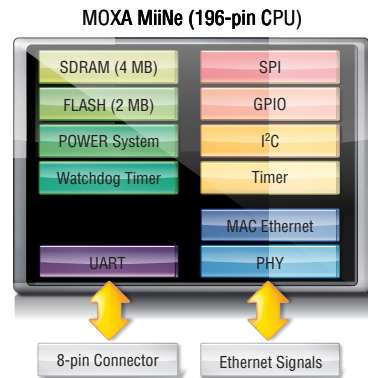 MOXA MiiNe (196-pin CPU)
SDRAM (4 MB)
FLASH (2 MB)
POWER System
Watchdog Timer
UART
SPI
GPIO
I²C
Timer
MAC Ethernet
PHY
8-pin Connector
Ethernet Signals